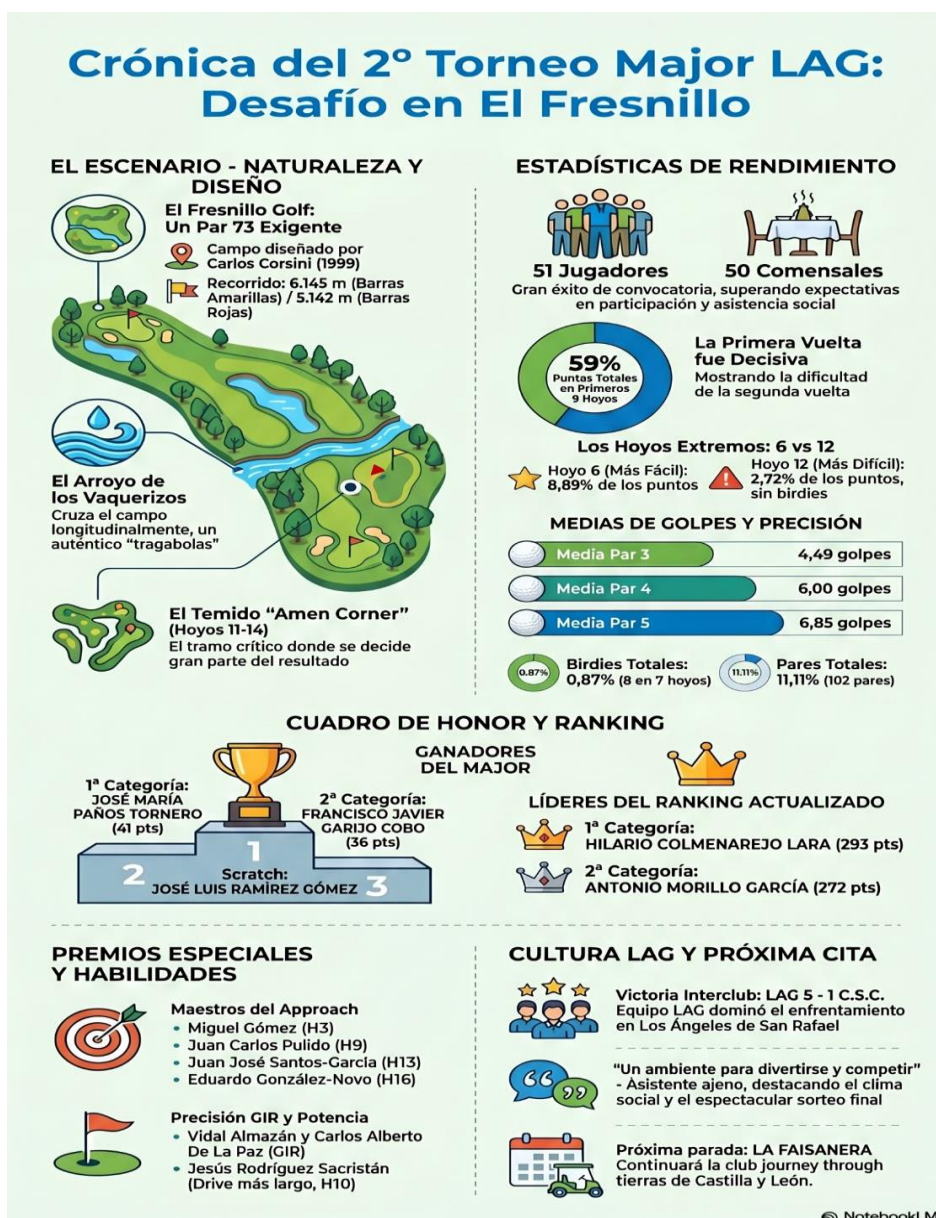 Crónica del 2º Torneo Major LAG:
Desafío en El Fresnillo
EL ESCENARIO - NATURALEZA Y
DISEÑO
El Fresnillo Golf:
Un Par 73 Exigente
Campo diseñado por
Carlos Corsini (1999)
Recorrido: 6.145 m (Barras
Amarillas) / 5.142 m (Barras
Rojas)
El Arroyo de
los Vaquerizos
Cruza el campo
longitudinalmente, un
auténtico “tragabolas”
El Temido “Amen Corner”
(Hoyos 11-14)
El tramo crítico donde se decide
gran parte del resultado
ESTADÍSTICAS DE RENDIMIENTO
51 Jugadores
50 Comensales
Gran éxito de convocatoria, superando expectativas
en participación y asistencia social
59%
Puntas Totales
en Primeros
9 Hoyos
La Primera Vuelta
fue Decisiva
Mostrando la dificultad
de la segunda vuelta
Los Hoyos Extremos: 6 vs 12
Hoyo 6 (Más Fácil):
8,89% de los puntos
Hoyo 12 (Más Difícil):
2,72% de los puntos,
sin birdies
MEDIAS DE GOLPES Y PRECISIÓN
Media Par 3 4,49 golpes
Media Par 4 6,00 golpes
Media Par 5 6,85 golpes
0.87%
Birdies Totales:
0,87% (8 en 7 hoyos)
11.11%
Pares Totales:
11,11% (102 pares)
CUADRO DE HONOR Y RANKING
GANADORES
DEL MAJOR
1ª Categoría:
JOSÉ MARÍA
PAÑOS TORNERO
(41 pts)
2ª Categoría:
FRANCISCO JAVIER
GARIJO COBO
(36 pts)
1
2
3
Scratch:
JOSÉ LUIS RAMÍREZ GÓMEZ
LÍDERES DEL RANKING ACTUALIZADO
1ª Categoría:
HILARIO COLMENAREJO LARA (293 pts)
2ª Categoría:
ANTONIO MORILLO GARCÍA (272 pts)
PREMIOS ESPECIALES
Y HABILIDADES
Maestros del Approach
• Miguel Gómez (H3)
• Juan Carlos Pulido (H9)
• Juan José Santos-García (H13)
• Eduardo González-Novo (H16)
Precisión GIR y Potencia
• Vidal Almazán y Carlos Alberto
De La Paz (GIR)
• Jesús Rodríguez Sacristán
(Drive más largo, H10)
CULTURA LAG Y PRÓXIMA CITA
Victoria Interclub: LAG 5 - 1 C.S.C.
Equipo LAG dominó el enfrentamiento
en Los Ángeles de San Rafael
“Un ambiente para divertirse y competir”
- Asistente ajeno, destacando el clima
social y el espectacular sorteo final
Próxima parada: LA FAISANERA
Continuará la club journey through
tierras de Castilla y León.